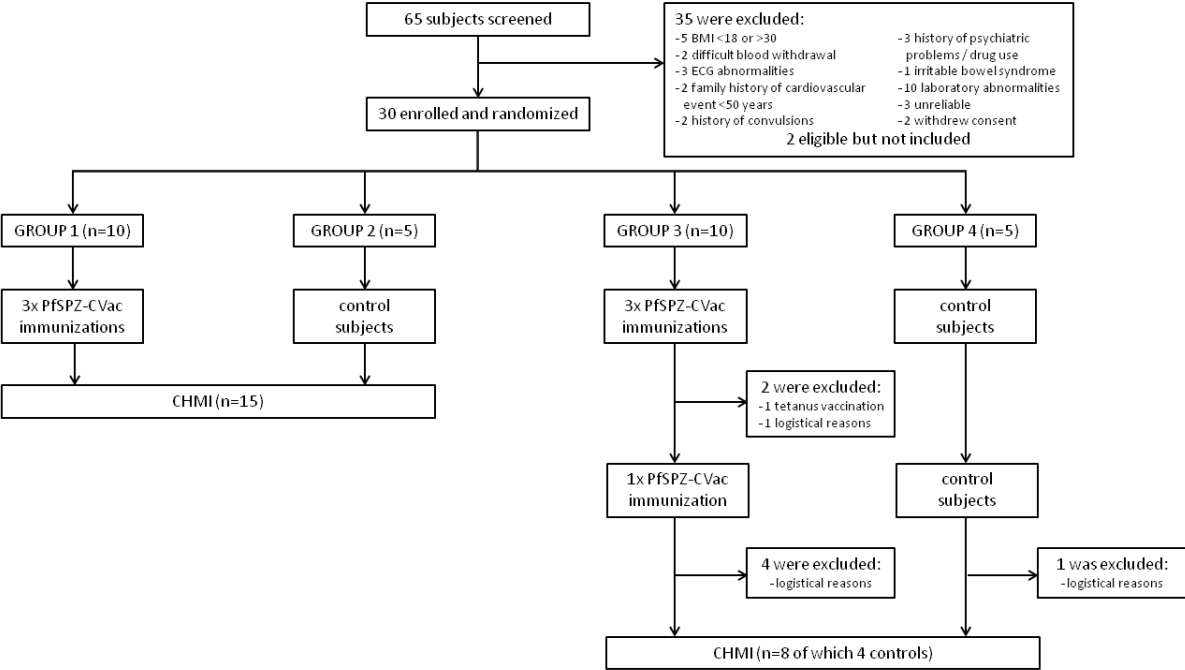 65 subjects screened
35 were excluded:
-5 BMI <18 or >30
-2 difficult blood withdrawal
-3 ECG abnormalities
-2 family history of cardiovascular
event <50 years
-2 history of convulsions
-3 history of psychiatric
problems / drug use
-1 irritable bowel syndrome
-10 laboratory abnormalities
-3 unreliable
-2 withdrew consent
2 eligible but not included
30 enrolled and randomized
GROUP 1 (n=10)
GROUP 2 (n=5)
GROUP 3 (n=10)
GROUP 4 (n=5)
3x PfSPZ-CVac
immunizations
control
subjects
3x PfSPZ-CVac
immunizations
control
subjects
CHMI (n=15)
2 were excluded:
-1 tetanus vaccination
-1 logistical reasons
1x PfSPZ-CVac
immunization
control
subjects
4 were excluded:
-logistical reasons
1 was excluded:
-logistical reasons
CHMI (n=8 of which 4 controls)